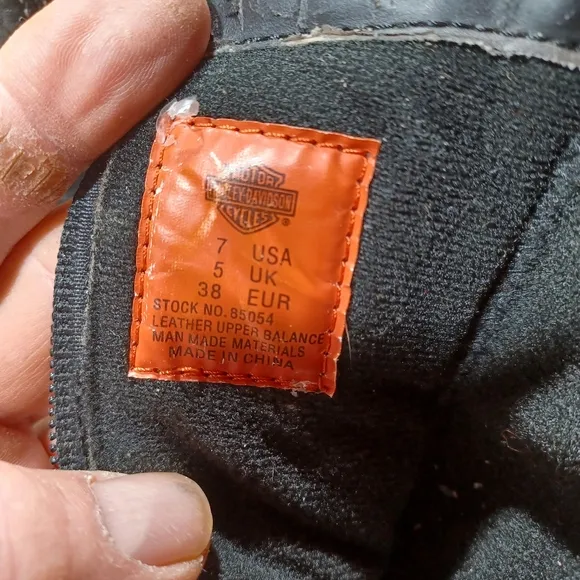 MOTOR
HARLEY-DAVIDSON
CYCLES
®
7 USA
5 UK
38 EUR
STOCK NO. 85054
LEATHER UPPER BALANCE
MAN MADE MATERIALS
MADE IN CHINA